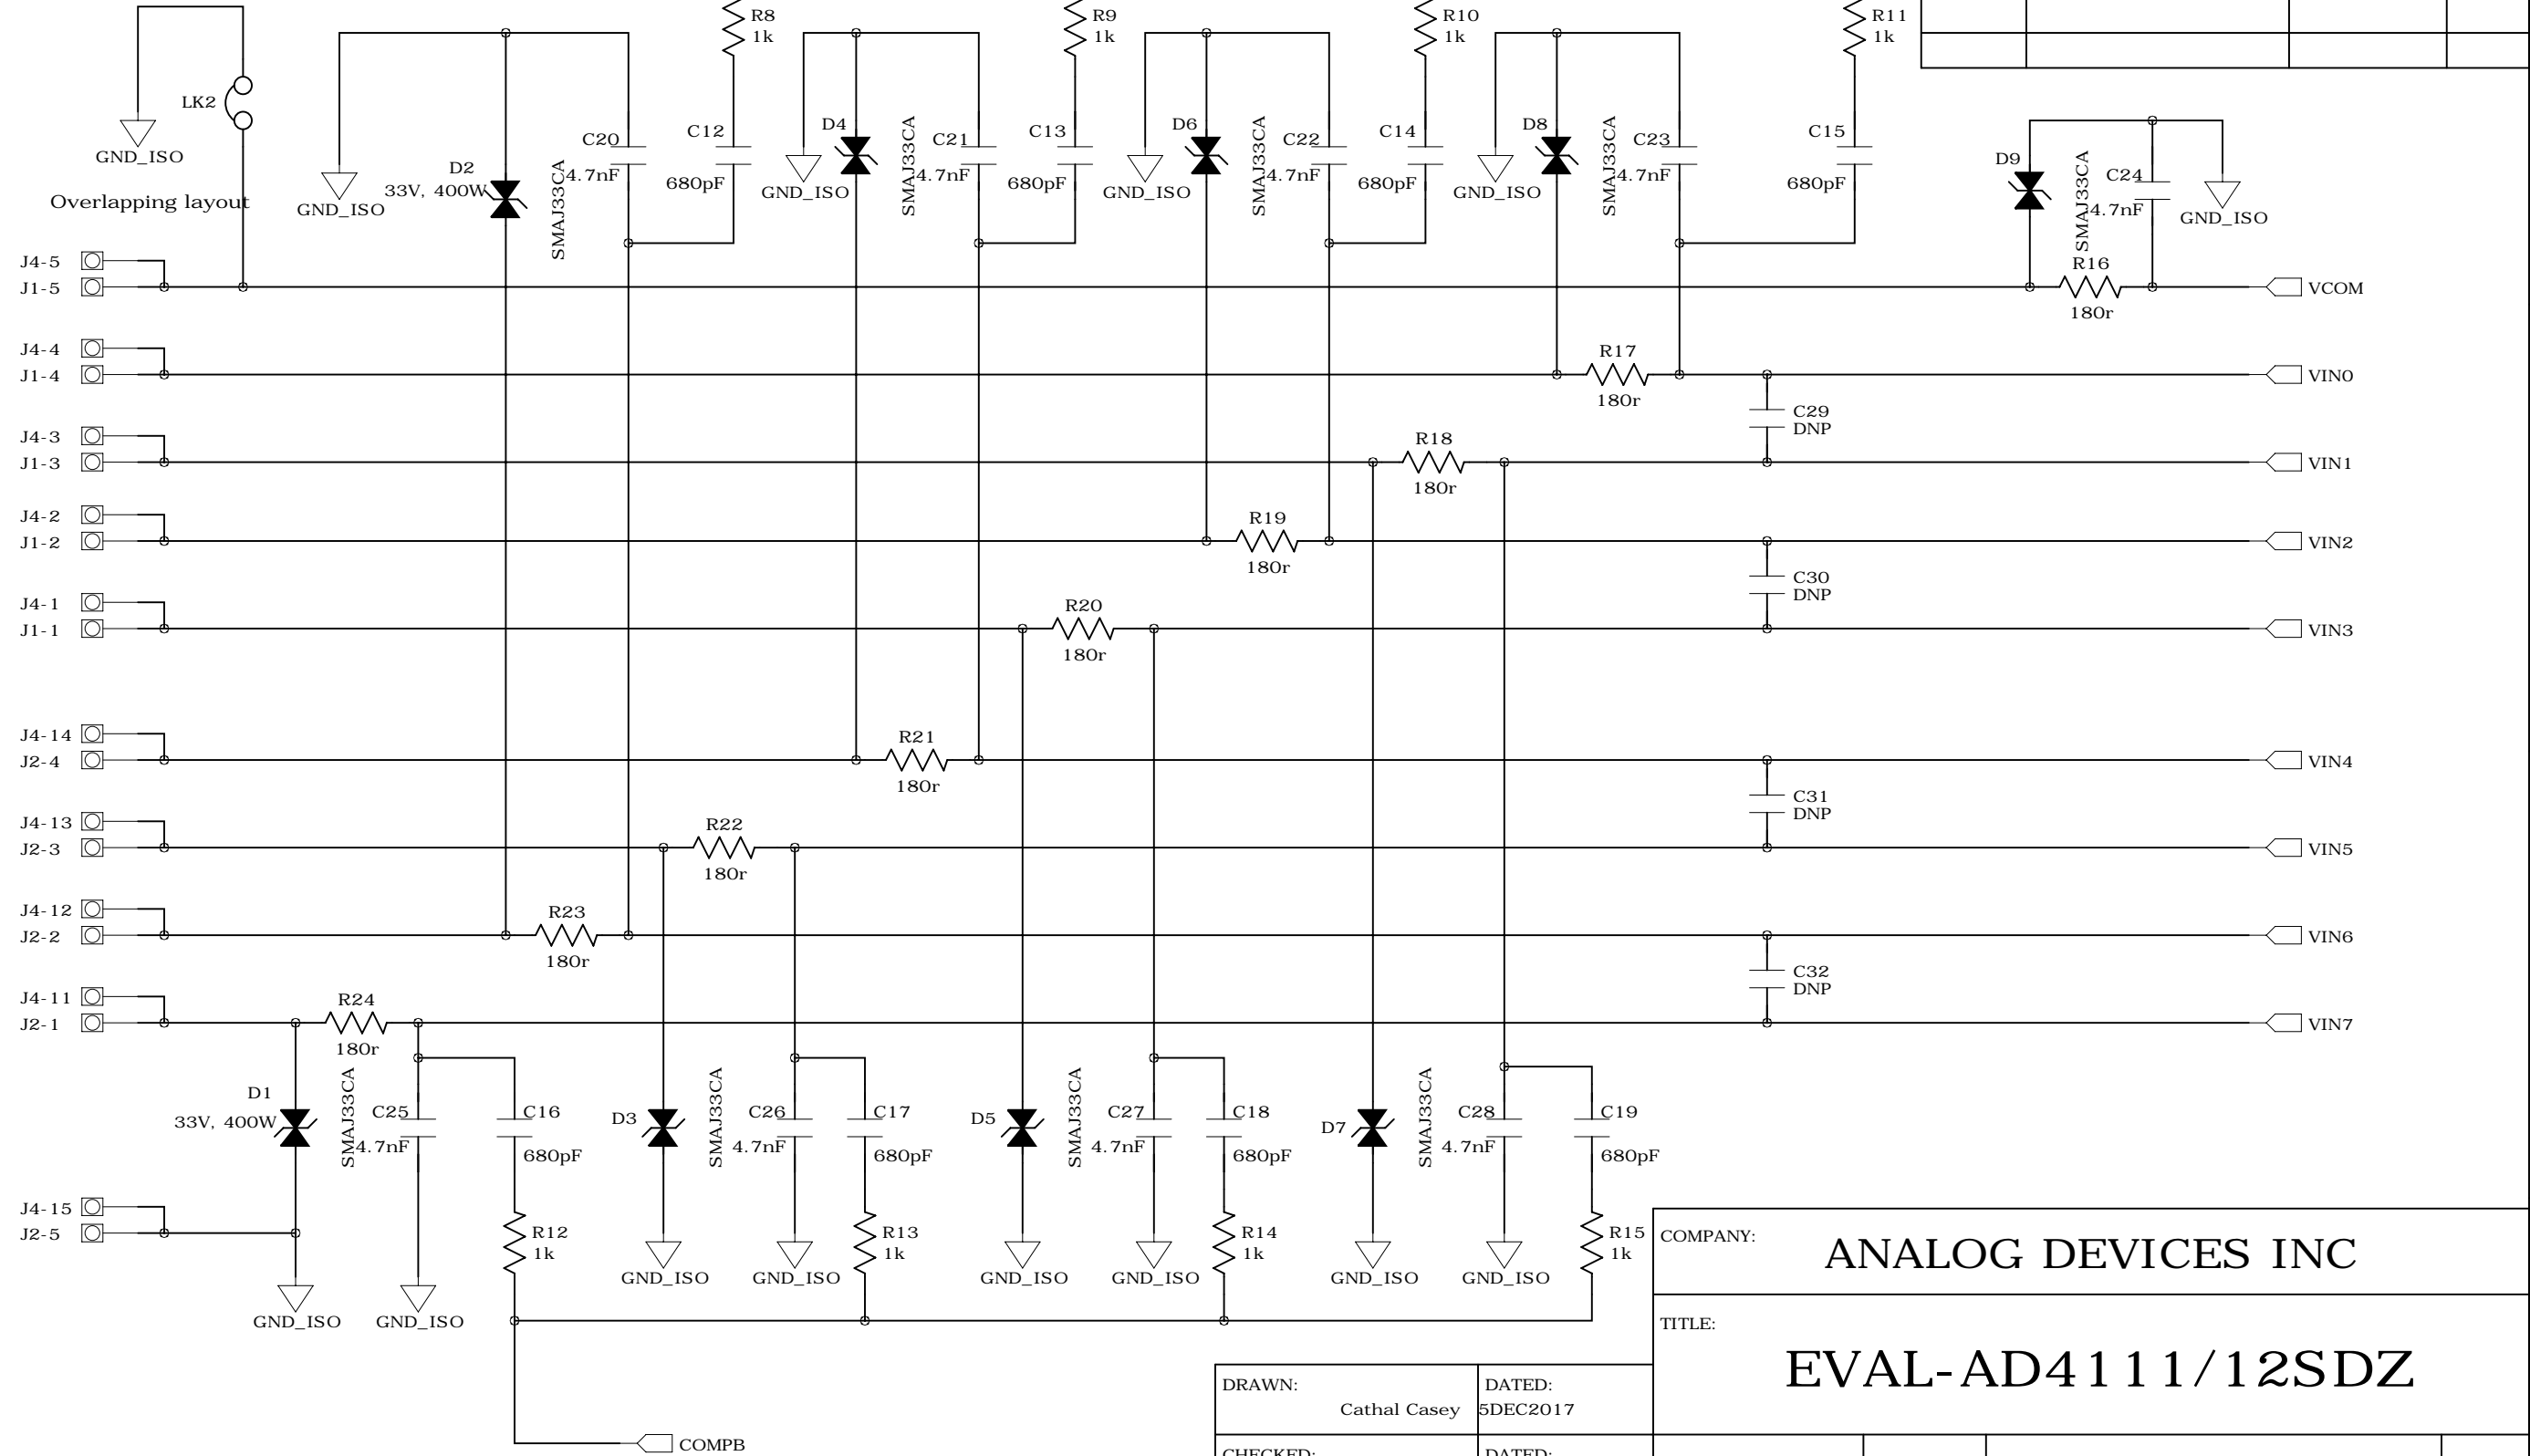 R8
1k
R9
1k
R10
1k
R11
1k
LK2
GND_ISO
Overlapping layout
GND_ISO
D2
33V, 400W
SMAJ33CA
C20
4.7nF
C12
680pF
D4
GND_ISO
SMAJ33CA
C21
4.7nF
C13
680pF
D6
GND_ISO
SMAJ33CA
C22
4.7nF
C14
680pF
D8
GND_ISO
SMAJ33CA
C23
4.7nF
C15
680pF
D9
SMAJ33CA
C24
4.7nF
GND_ISO
J4-5
J1-5
R16
180r
VCOM
J4-4
J1-4
R17
180r
VIN0
C29
DNP
J4-3
J1-3
R18
180r
VIN1
J4-2
J1-2
R19
180r
VIN2
C30
DNP
J4-1
J1-1
R20
180r
VIN3
J4-14
J2-4
R21
180r
VIN4
C31
DNP
J4-13
J2-3
R22
180r
VIN5
J4-12
J2-2
R23
180r
VIN6
C32
DNP
J4-11
J2-1
R24
180r
VIN7
D1
33V, 400W
SMAJ33CA
C25
4.7nF
C16
680pF
D3
SMAJ33CA
C26
4.7nF
C17
680pF
D5
SMAJ33CA
C27
4.7nF
C18
680pF
D7
SMAJ33CA
C28
4.7nF
C19
680pF
J4-15
J2-5
R12
1k
R13
1k
R14
1k
R15
1k
GND_ISO
GND_ISO
GND_ISO
GND_ISO
GND_ISO
GND_ISO
GND_ISO
GND_ISO
COMPB
COMPANY:
ANALOG DEVICES INC
TITLE:
EVAL-AD4111/12SDZ
DRAWN:
Cathal Casey
DATED:
5DEC2017
CHECKED:
DATED: